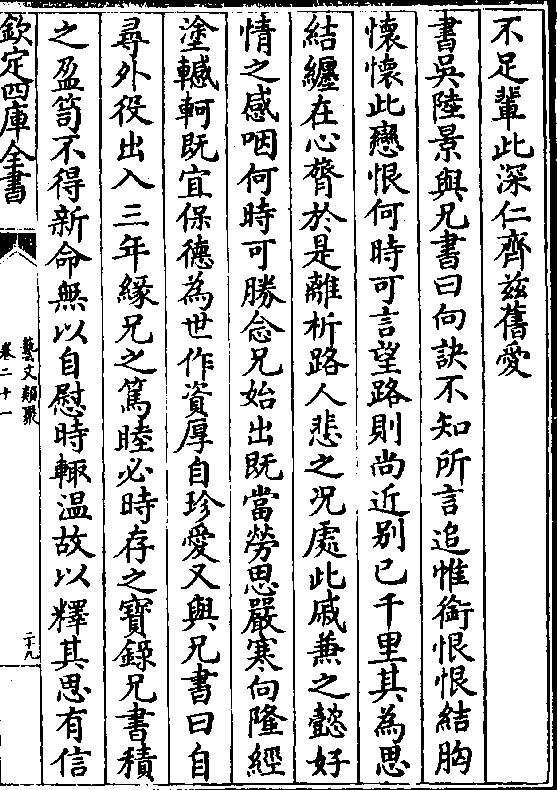 不足輩此深仁齊兹舊愛
書吳陸景與兄書曰向訣不知所言追惟銜恨恨結胸
懷懷此戀恨何時可言望路則尚近别已千里其為思
結纒在心膂於是離析路人悲之况處此戚兼之懿好
情之感咽何時可勝念兄始出既當勞思嚴寒向隆經
塗轗軻既宜保德為世作資厚自珍愛又與兄書曰自
尋外役出入三年緣兄之篤睦必時存之寶錄兄書積
之盈笥不得新命無以自慰時輙温故以釋其思有信
欽定四庫全書
藝文類聚
卷二十一
二十九